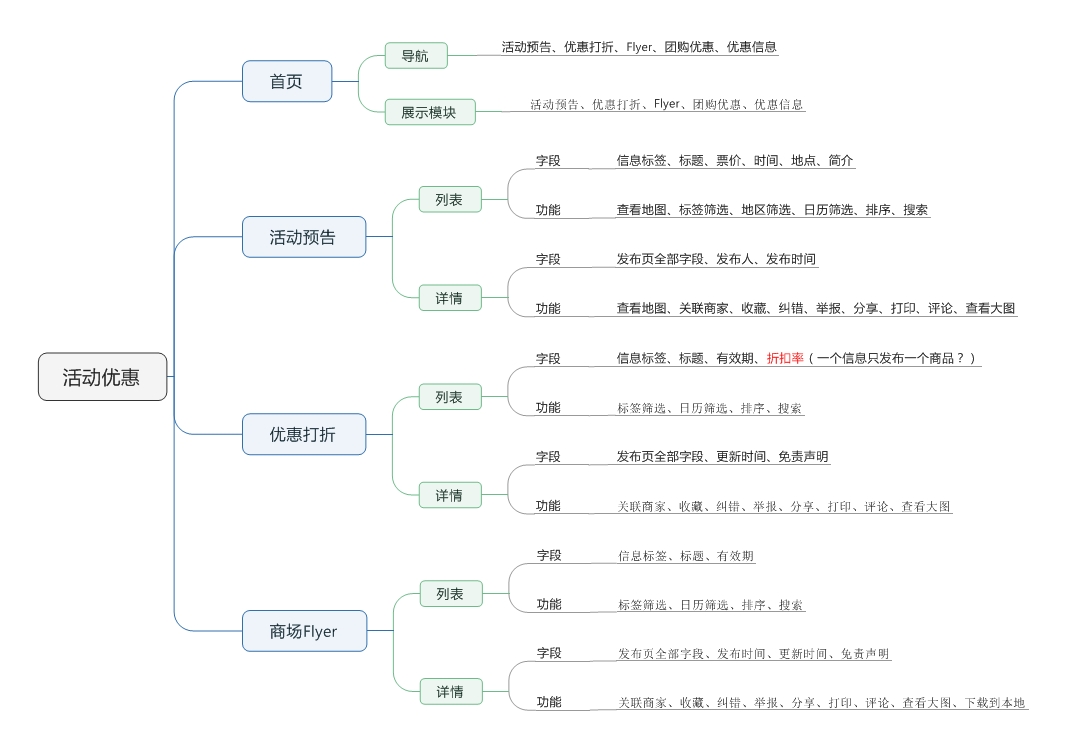 活动优惠
首页
导航
活动预告、优惠打折、Flyer、团购优惠、优惠信息
展示模块
活动预告、优惠打折、Flyer、团购优惠、优惠信息
活动预告
列表
字段
信息标签、标题、票价、时间、地点、简介
功能
查看地图、标签筛选、地区筛选、日历筛选、排序、搜索
详情
字段
发布页全部字段、发布人、发布时间
功能
查看地图、关联商家、收藏、纠错、举报、分享、打印、评论、查看大图
优惠打折
列表
字段
信息标签、标题、有效期、折扣率（一个信息只发布一个商品？）
功能
标签筛选、日历筛选、排序、搜索
详情
字段
发布页全部字段、更新时间、免责声明
功能
关联商家、收藏、纠错、举报、分享、打印、评论、查看大图
商场Flyer
列表
字段
信息标签、标题、有效期
功能
标签筛选、日历筛选、排序、搜索
详情
字段
发布页全部字段、发布时间、更新时间、免责声明
功能
关联商家、收藏、纠错、举报、分享、打印、评论、查看大图、下载到本地